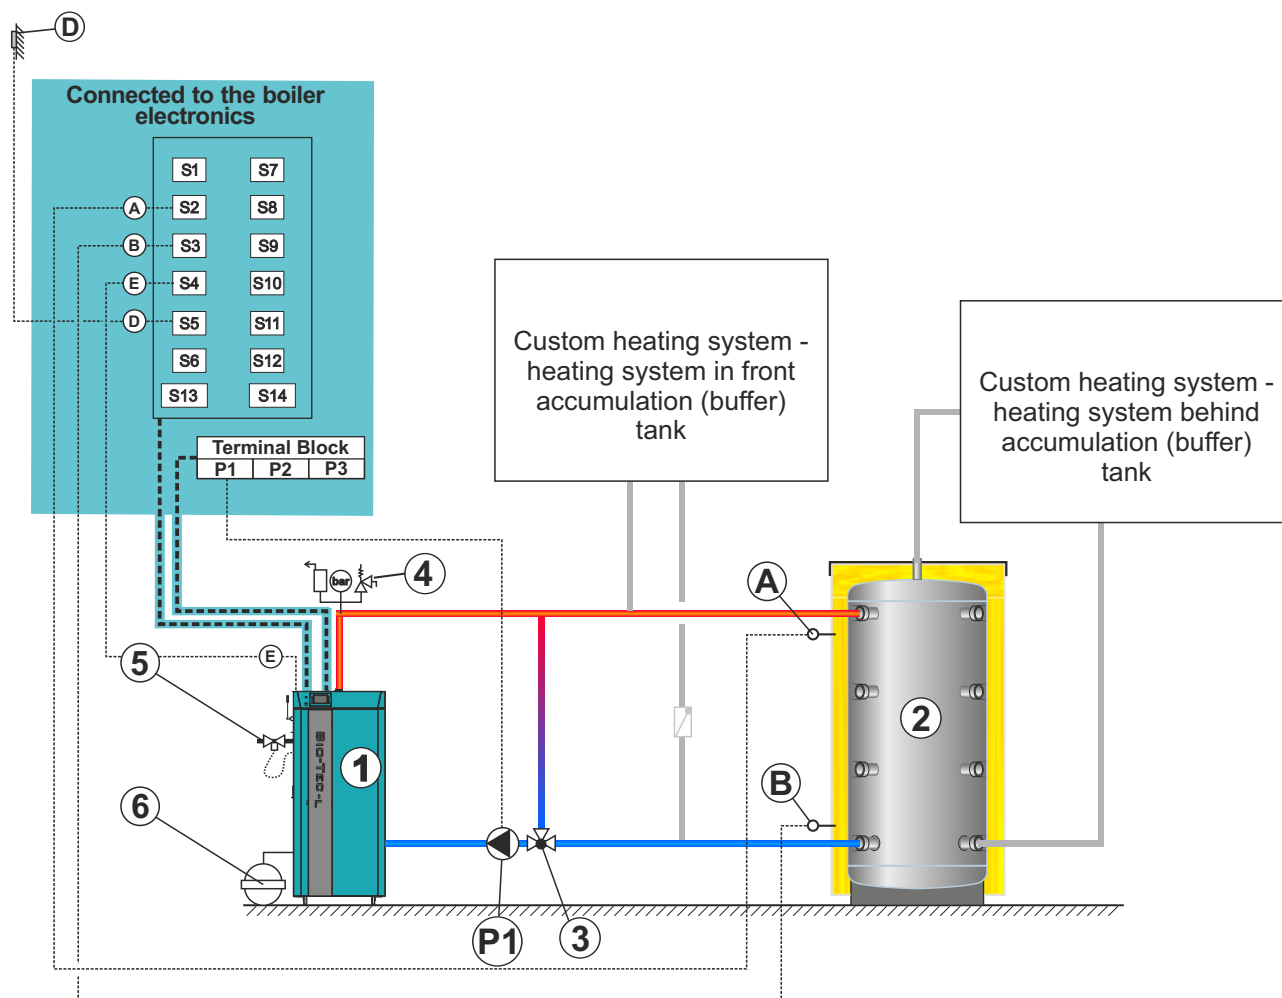 D
Connected to the boiler
electronics
S1 S7
A S2 S8
B S3 S9
E S4 S10
D S5 S11
S6 S12
S13 S14
Terminal Block
P1 P2 P3
Custom heating system -
heating system in front
accumulation (buffer)
tank
Custom heating system -
heating system behind
accumulation (buffer)
tank
bar
4
A
E
5
BIO-TEC-L
1
2
B
6
P1
3